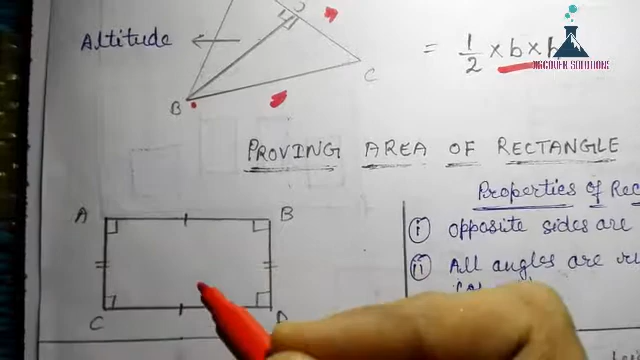 Altitude
B
C
= 1/2 × b × h
DISCOVER SOLUTIONS
PROVING AREA OF RECTANGLE
A
B
C
D
Properties of Rec
(i) opposite sides are
(ii) All angles are